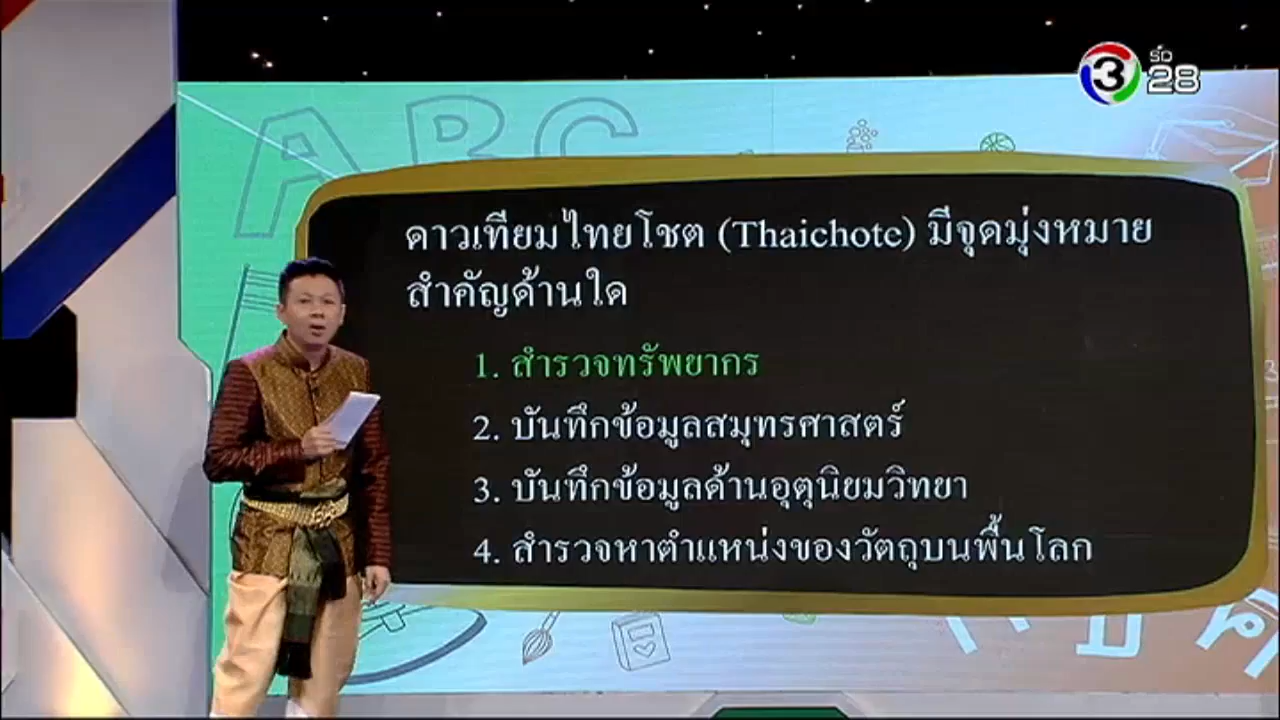 ABC
3
รด
28
ดาวเทียมไทยโชต (Thaichote) มีจุดมุ่งหมาย
สำคัญด้านใด
1. สำรวจทรัพยากร
2. บันทึกข้อมูลสมุทรศาสตร์
3. บันทึกข้อมูลด้านอุตุนิยมวิทยา
4. สำรวจหาตำแหน่งของวัตถุบนพื้นโลก